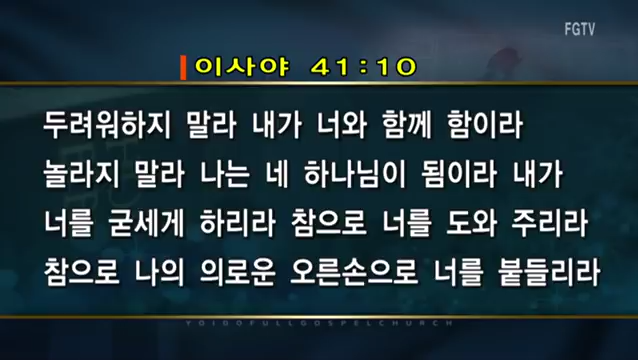 FGTV
이사야 41:10
두려워하지 말라 내가 너와 함께 함이라
놀라지 말라 나는 네 하나님이 됨이라 내가
너를 굳세게 하리라 참으로 너를 도와 주리라
참으로 나의 의로운 오른손으로 너를 붙들리라
YOIDOFULLGOSPELCHURCH